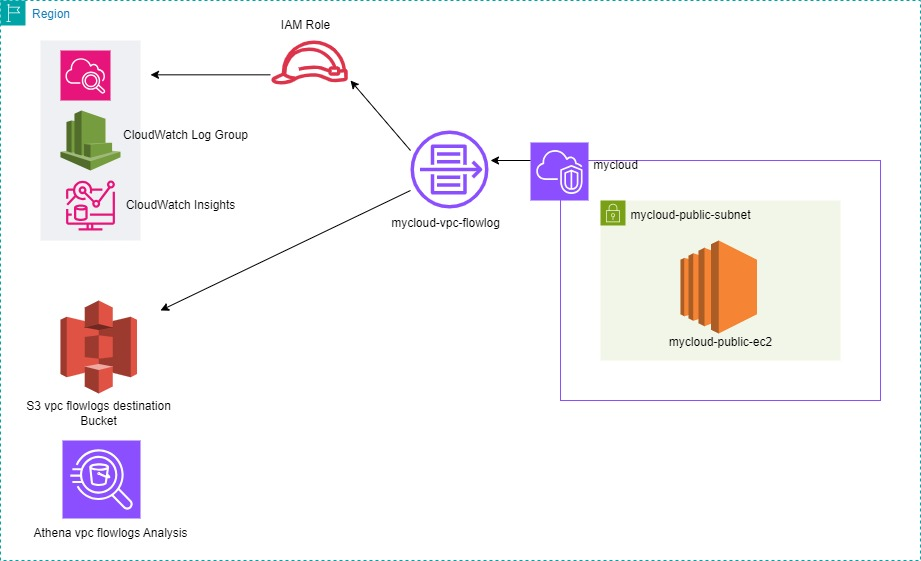 Region
IAM Role
CloudWatch Log Group
mycloud
CloudWatch Insights
mycloud-public-subnet
mycloud-vpc-flowlog
mycloud-public-ec2
S3 vpc flowlogs destination
Bucket
Athena vpc flowlogs Analysis